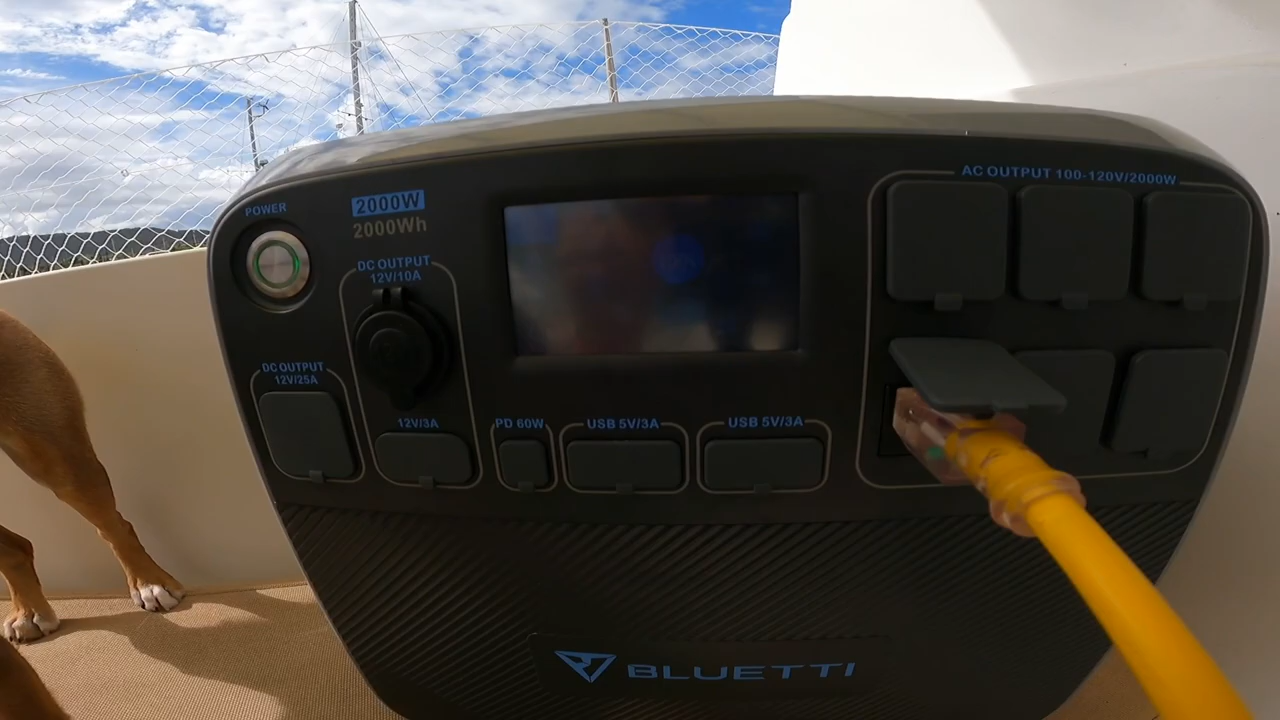 POWER
2000W
2000Wh
DC OUTPUT
12V/10A
DC OUTPUT
12V/25A
12V/3A
PD 60W
USB 5V/3A
USB 5V/3A
AC OUTPUT 100-120V/2000W
BLUETTI